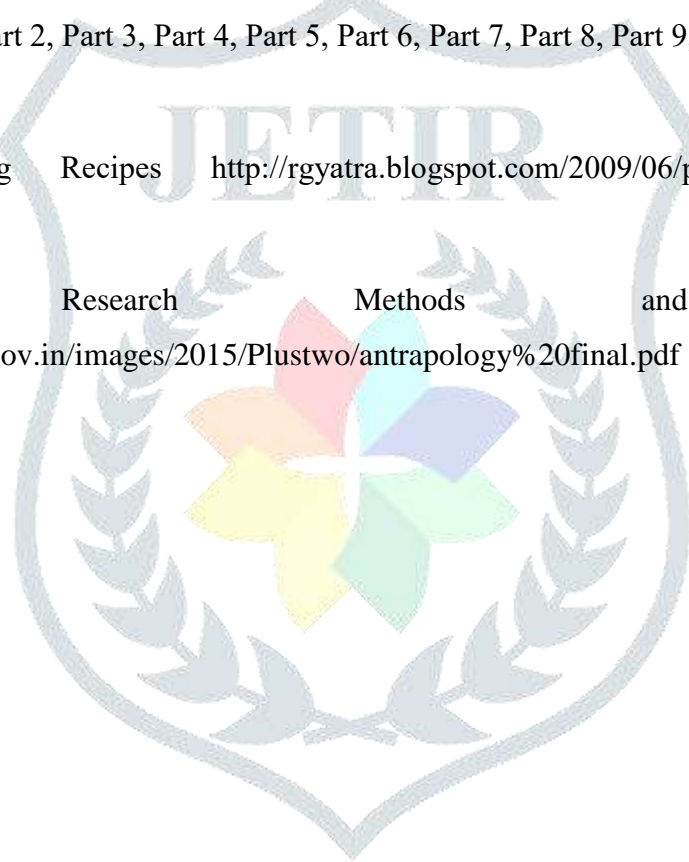 rt 2, Part 3, Part 4, Part 5, Part 6, Part 7, Part 8, Part 9
JETIR
g Recipes http://rgyatra.blogspot.com/2009/06/p
Research Methods and
ov.in/images/2015/Plustwo/antrapology%20final.pdf